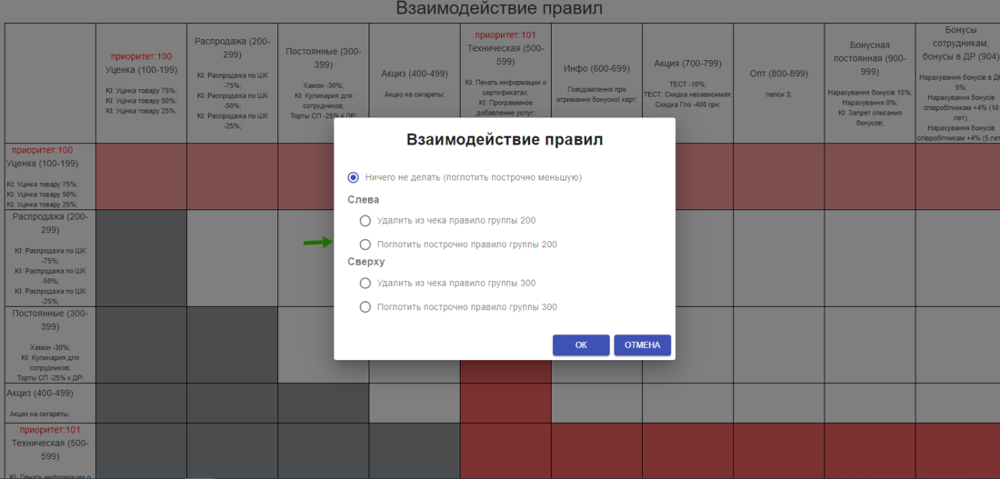 Взаимодействие правил
приоритет:100
Уценка (100-199)
KI: Уцінка товару 75%;
KI: Уцінка товару 50%;
KI: Уцінка товару 25%;
Распродажа (200-
299)
KI: Распродажа по ШК
-75%;
KI: Распродажа по ШК
-50%;
KI: Распродажа по ШК
-25%;
Постоянные (300-
399)
Хамон -30%;
KI: Кулинария для
сотрудников;
Торты СП -25% к ДР;
Акциз (400-499)
Акциз на сигареты;
приоритет:101
Техническая (500-
599)
KI: Печать информации о
сертификатах;
KI: Программное
добавление услуг;
Инфо (600-699)
Повідомлення про
отримання бонусної карт;
Акция (700-799)
ТЕСТ -10%;
ТЕСТ: Скидка независимая;
Скидка Гло -400 грн;
Опт (800-899)
пепси 3;
Бонусная
постоянная (900-
999)
Нарахування бонусів 15%;
Нарахування 0%;
KI: Запрет списания
бонусов;
Бонусы
сотрудникам,
бонусы в ДР (904)
Нарахування бонусів в ДР
5%;
Нарахування бонусів
співробітникам +4% (10
лет);
Нарахування бонусів
співробітникам +4% (5 лет
приоритет:100
Уценка (100-199)
KI: Уцінка товару 75%;
KI: Уцінка товару 50%;
KI: Уцінка товару 25%;
Распродажа (200-
299)
KI: Распродажа по ШК
-75%;
KI: Распродажа по ШК
-50%;
KI: Распродажа по ШК
-25%;
Постоянные (300-
399)
Хамон -30%;
KI: Кулинария для
сотрудников;
Торты СП -25% к ДР;
Акциз (400-499)
Акциз на сигареты;
приоритет:101
Техническая (500-
599)
KI: Печать информации о
Взаимодействие правил
Ничего не делать (поглотить построчно меньшую)
Слева
Удалить из чека правило группы 200
Поглотить построчно правило группы 200
Сверху
Удалить из чека правило группы 300
Поглотить построчно правило группы 300
ОК
ОТМЕНА